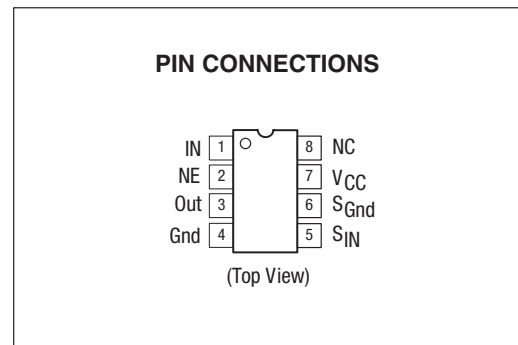 PIN CONNECTIONS
IN 1 8 NC
NE 2 7 VCC
Out 3 6 SGnd
Gnd 4 5 SIN
(Top View)